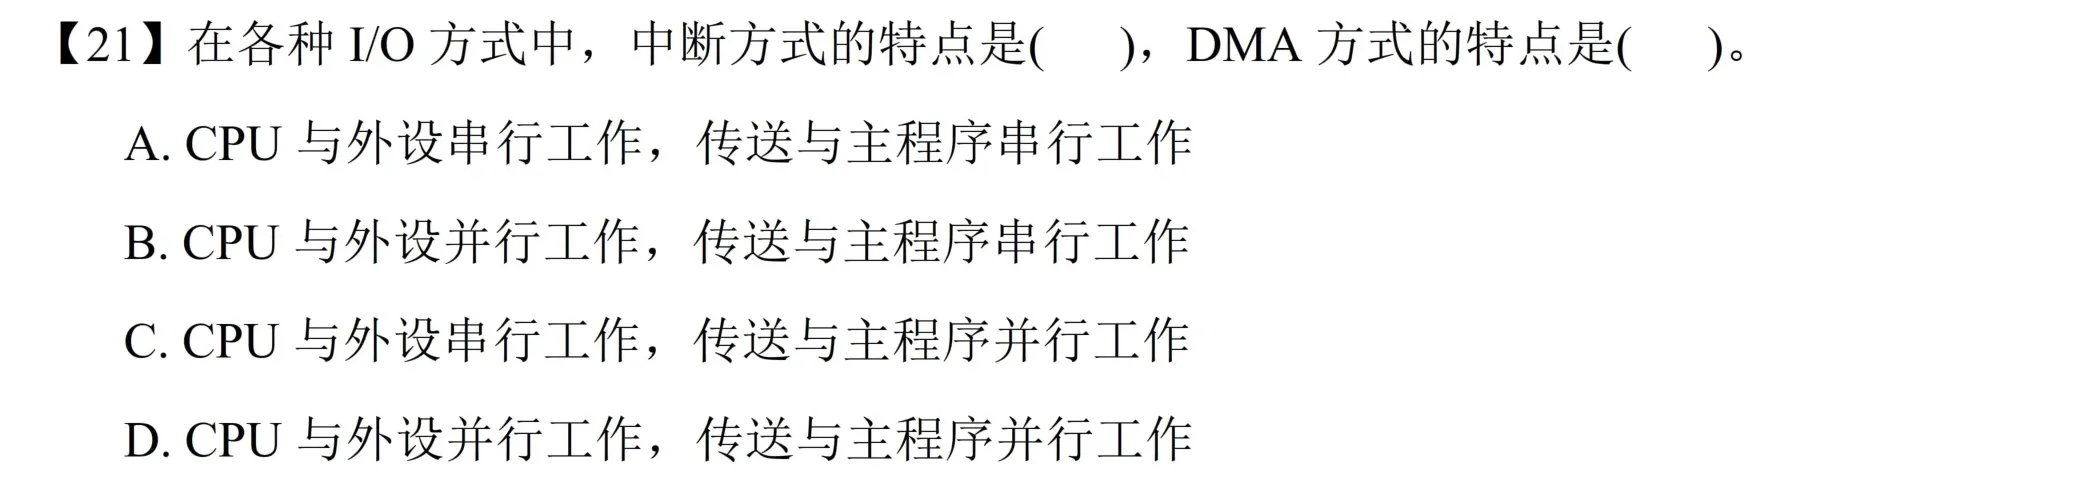 【21】在各种 I/O 方式中，中断方式的特点是(    )，DMA 方式的特点是(    )。
A. CPU 与外设串行工作，传送与主程序串行工作
B. CPU 与外设并行工作，传送与主程序串行工作
C. CPU 与外设串行工作，传送与主程序并行工作
D. CPU 与外设并行工作，传送与主程序并行工作